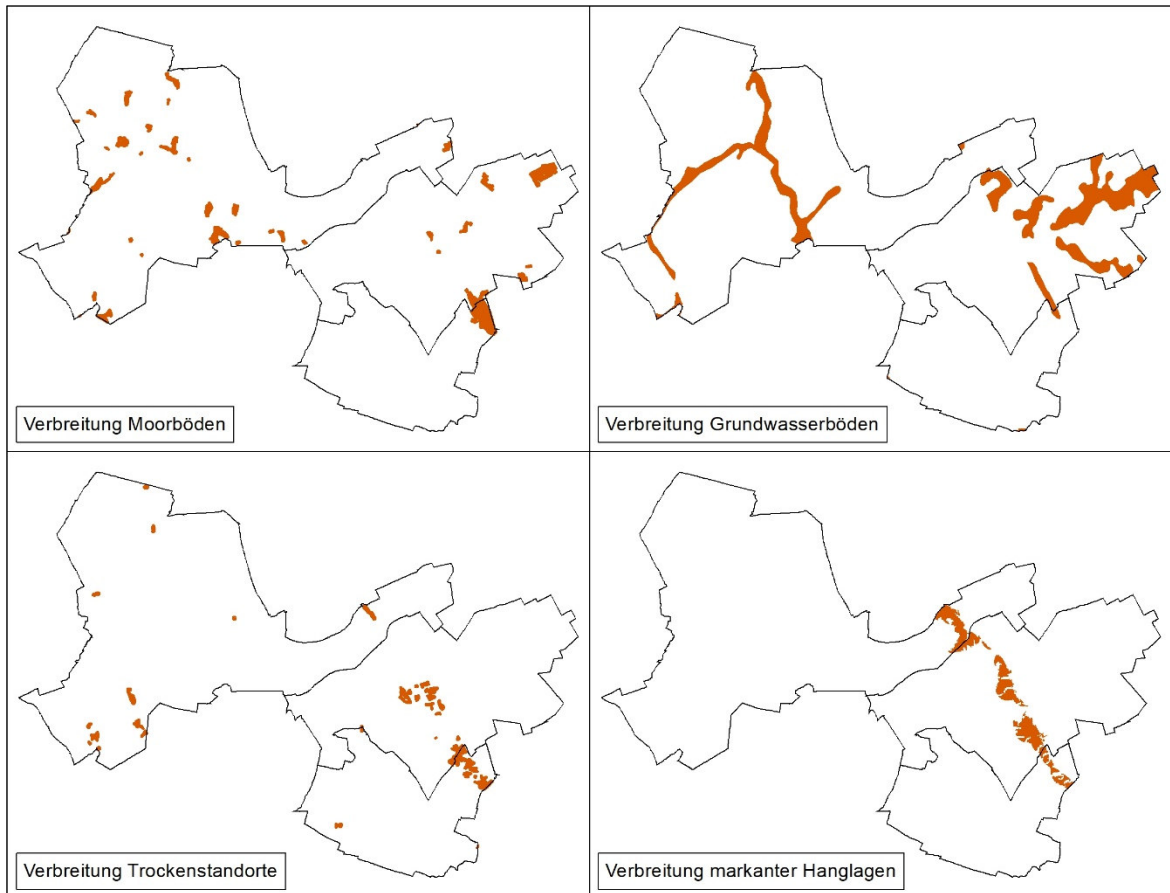 Verbreitung Moorböden
Verbreitung Grundwasserböden
Verbreitung Trockenstandorte
Verbreitung markanter Hanglagen